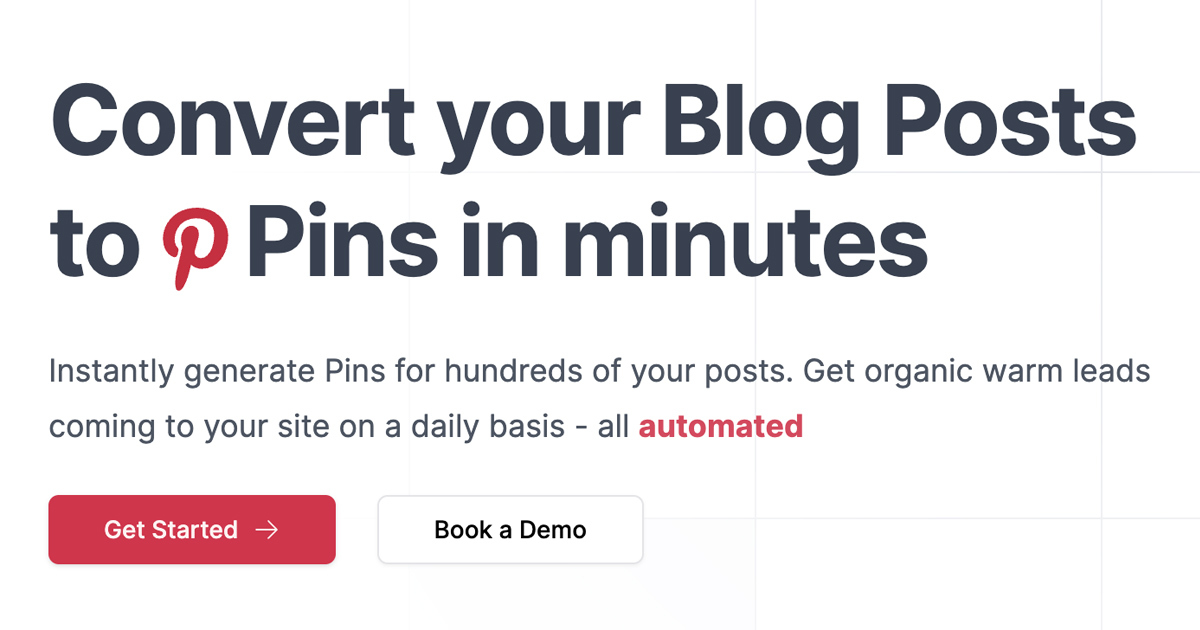 Convert your Blog Posts
to Pins in minutes
Instantly generate Pins for hundreds of your posts. Get organic warm leads
coming to your site on a daily basis - all automated
Get Started →
Book a Demo